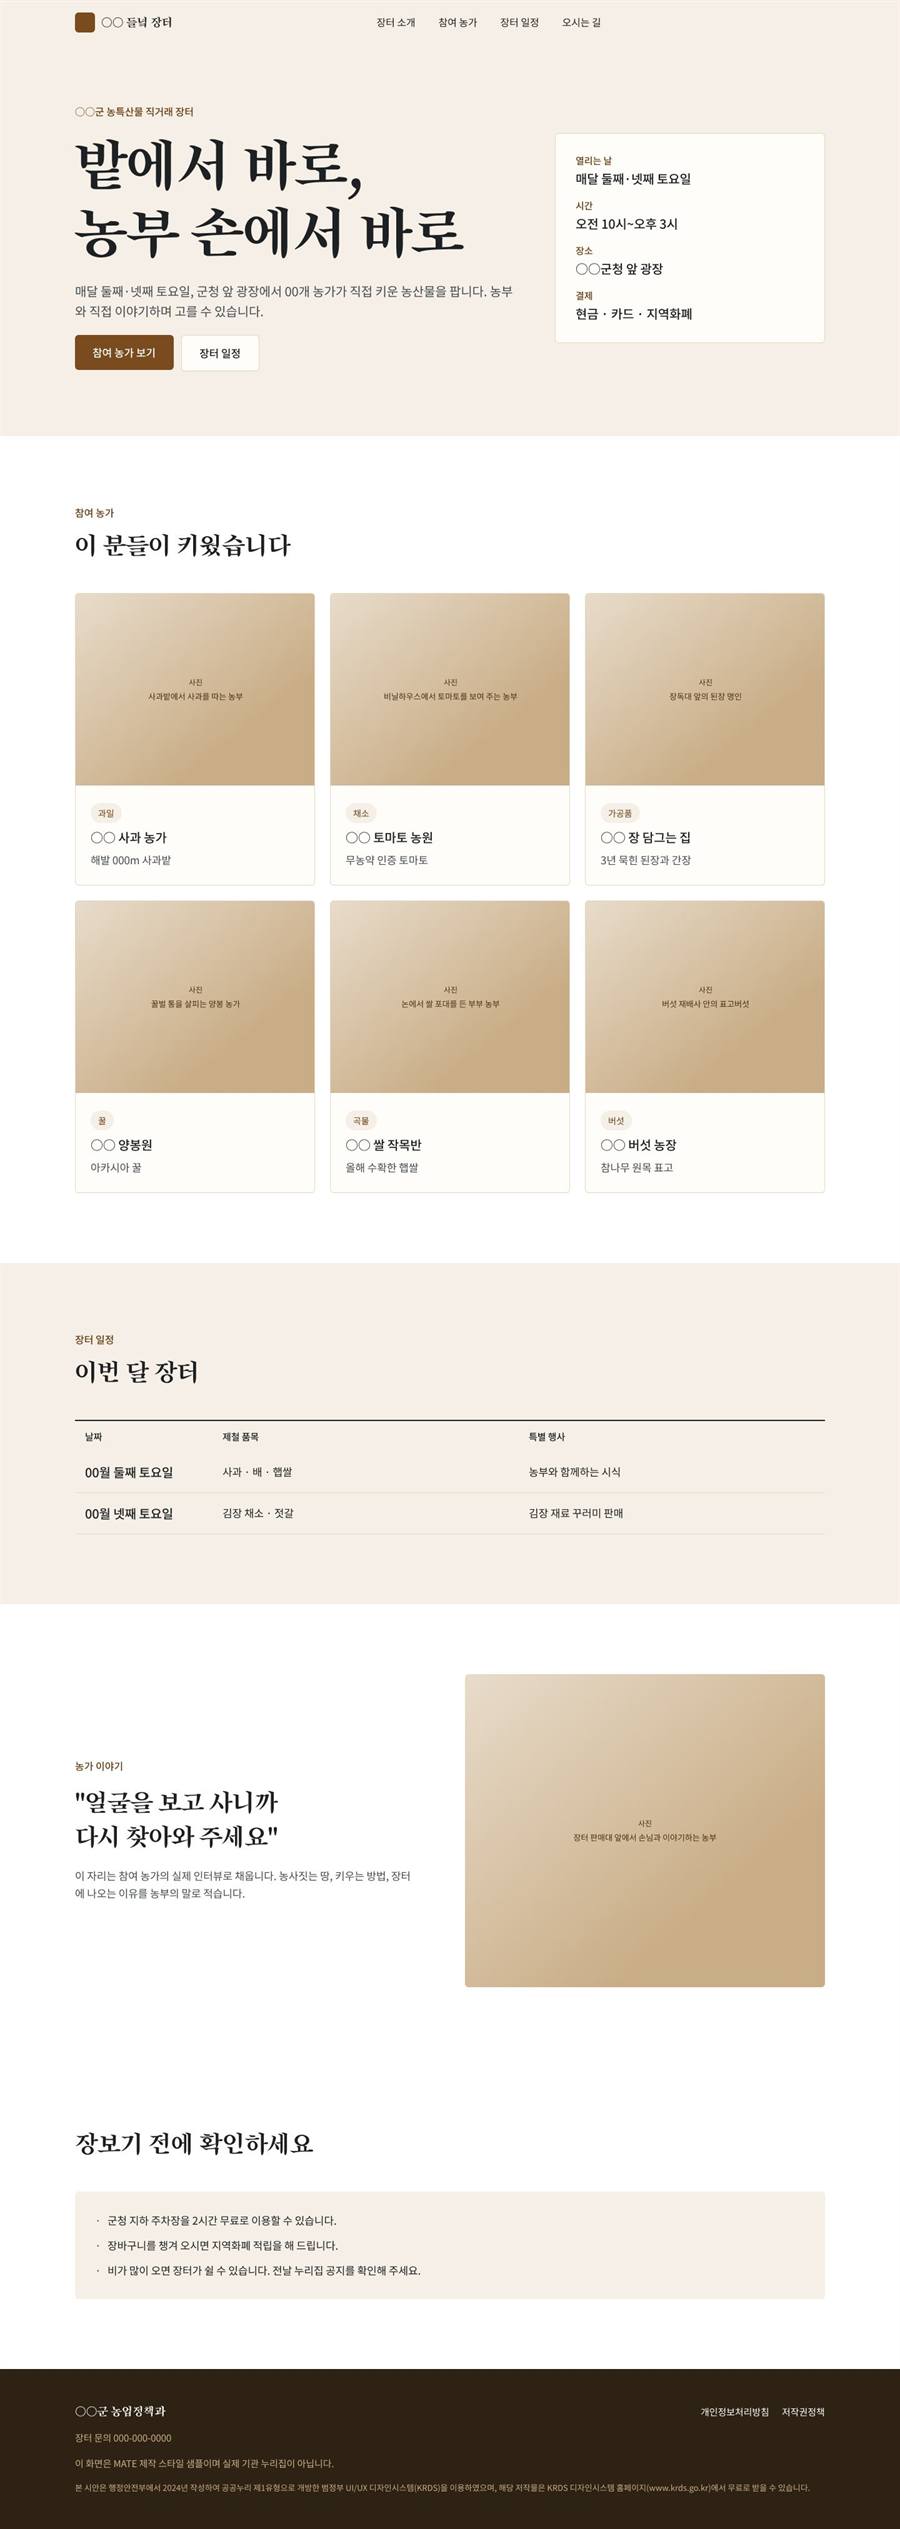 ○○ 들녘 장터
장터 소개
참여 농가
장터 일정
오시는 길
○○군 농특산물 직거래 장터
밭에서 바로,
농부 손에서 바로
매달 둘째·넷째 토요일, 군청 앞 광장에서 00개 농가가 직접 키운 농산물을 팝니다. 농부
와 직접 이야기하며 고를 수 있습니다.
참여 농가 보기
장터 일정
열리는 날
매달 둘째·넷째 토요일
시간
오전 10시~오후 3시
장소
○○군청 앞 광장
결제
현금 · 카드 · 지역화폐
참여 농가
이 분들이 키웠습니다
사진
사과밭에서 사과를 따는 농부
과일
○○ 사과 농가
해발 000m 사과밭
사진
비닐하우스에서 토마토를 보여 주는 농부
채소
○○ 토마토 농원
무농약 인증 토마토
사진
장독대 앞의 된장 명인
가공품
○○ 장 담그는 집
3년 묵힌 된장과 간장
사진
꿀벌 통을 살피는 양봉 농가
꿀
○○ 양봉원
아카시아 꿀
사진
논에서 쌀 포대를 든 부부 농부
곡물
○○ 쌀 작목반
올해 수확한 햅쌀
사진
버섯 재배사 안의 표고버섯
버섯
○○ 버섯 농장
참나무 원목 표고
장터 일정
이번 달 장터
날짜
제철 품목
특별 행사
00월 둘째 토요일
사과 · 배 · 햅쌀
농부와 함께하는 시식
00월 넷째 토요일
김장 채소 · 젓갈
김장 재료 꾸러미 판매
농가 이야기
"얼굴을 보고 사니까
다시 찾아와 주세요"
이 자리는 참여 농가의 실제 인터뷰로 채웁니다. 농사짓는 땅, 키우는 방법, 장터
에 나오는 이유를 농부의 말로 적습니다.
사진
장터 판매대 앞에서 손님과 이야기하는 농부
장보기 전에 확인하세요
· 군청 지하 주차장을 2시간 무료로 이용할 수 있습니다.
· 장바구니를 챙겨 오시면 지역화폐 적립을 해 드립니다.
· 비가 많이 오면 장터가 쉴 수 있습니다. 전날 누리집 공지를 확인해 주세요.
○○군 농업정책과
개인정보처리방침
저작권정책
장터 문의 000-000-0000
이 화면은 MATE 제작 스타일 샘플이며 실제 기관 누리집이 아닙니다.
본 시안은 행정안전부에서 2024년 작성하여 공공누리 제1유형으로 개방한 범정부 UI/UX 디자인시스템(KRDS)을 이용하였으며, 해당 저작물은 KRDS 디자인시스템 홈페이지(www.krds.go.kr)에서 무료로 받을 수 있습니다.